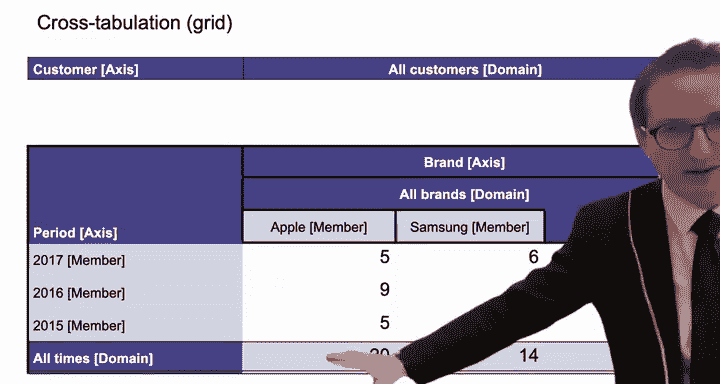 Cross-tabulation (grid)
Customer [Axis] All customers [Domain]
Brand [Axis]
All brands [Domain]
Period [Axis] Apple [Member] Samsung [Member]
2017 [Member] 5 6
2016 [Member] 9
2015 [Member] 5
All times [Domain] 14